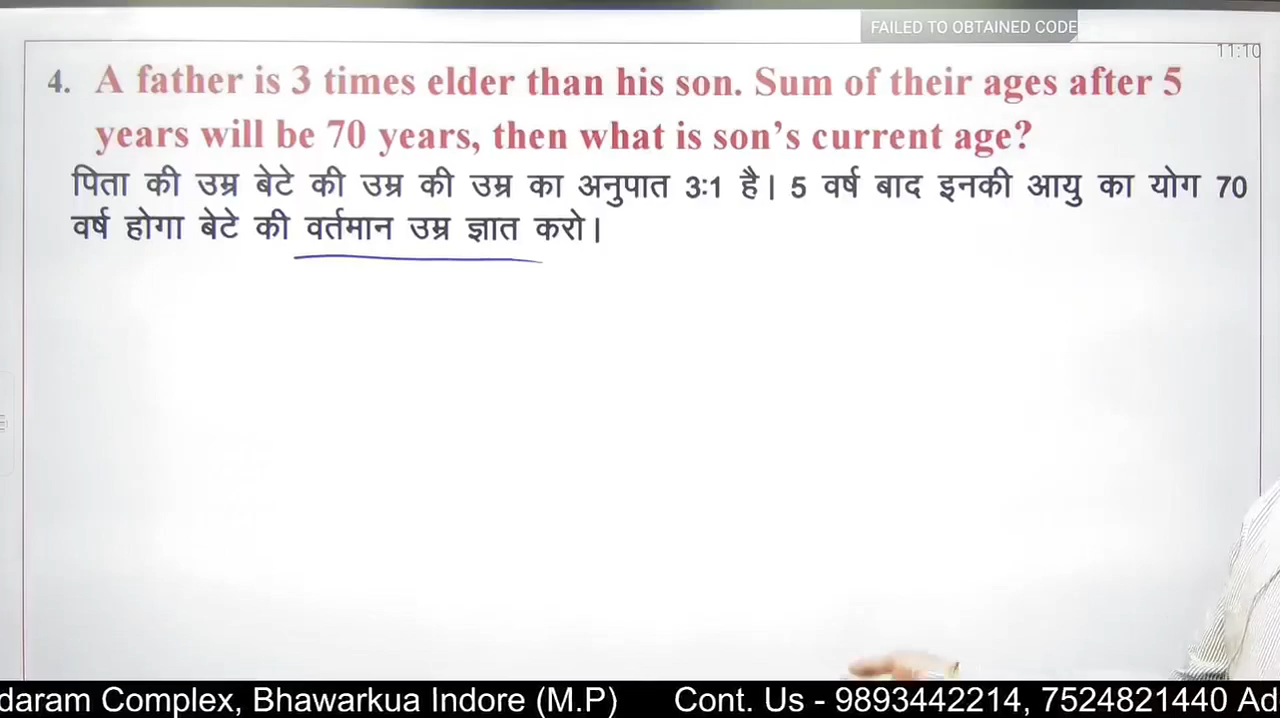 FAILED TO OBTAINED CODE
11:10
4. A father is 3 times elder than his son. Sum of their ages after 5
years will be 70 years, then what is son's current age?
पिता की उम्र बेटे की उम्र की उम्र का अनुपात 3:1 है| 5 वर्ष बाद इनकी आयु का योग 70
वर्ष होगा बेटे की वर्तमान उम्र ज्ञात करो|
daram Complex, Bhawarkua Indore (M.P) Cont. Us - 9893442214, 7524821440 Ad